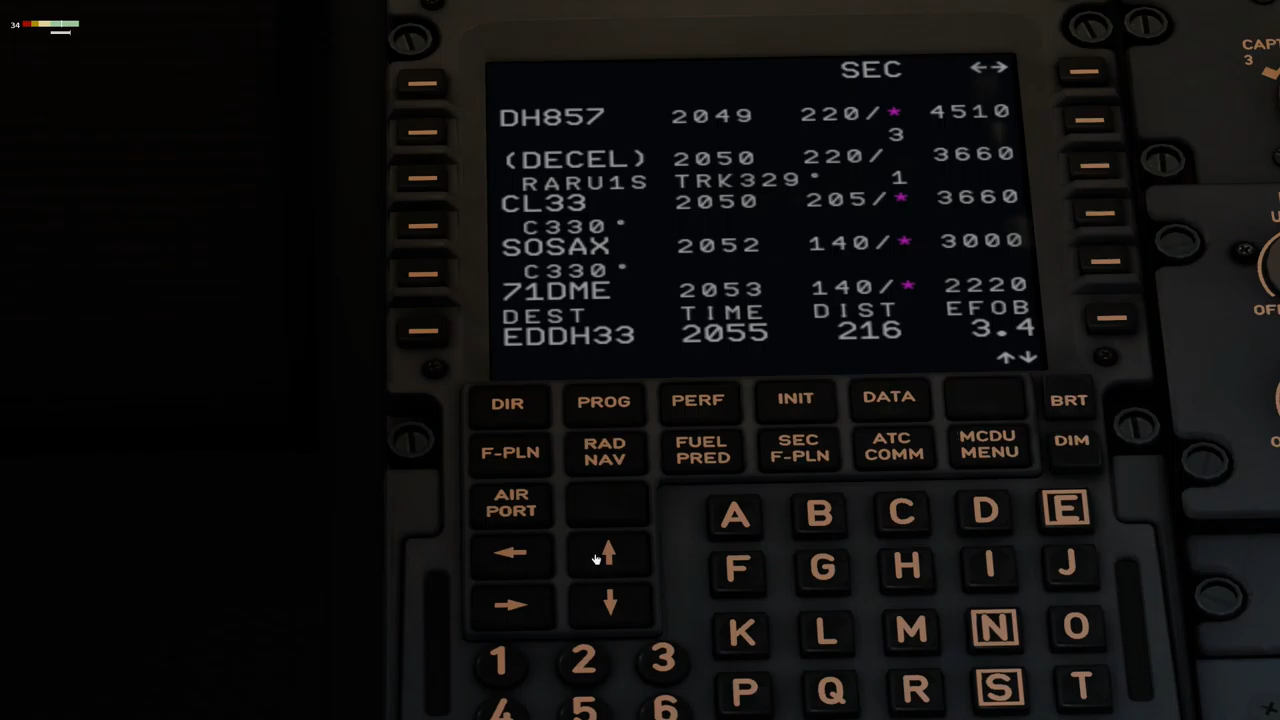 34
SEC ←→
CAPT
3
DH857 2049 220/* 4510
3
(DECEL) 2050 220/ 3660
RARU1S TRK329° 1
CL33 2050 205/* 3660
C330°
SOSAX 2052 140/* 3000
C330°
71DME 2053 140/* 2220
DEST TIME DIST EFOB
EDDH33 2055 216 3.4
↑↓
DIR PROG PERF INIT DATA BRT
F-PLN RAD NAV FUEL PRED SEC F-PLN ATC COMM MCDU MENU DIM
AIR PORT
A B C D E
← ↑
F G H I J
→ ↓
K L M N O
1 2 3
P Q R S T
4 5 6